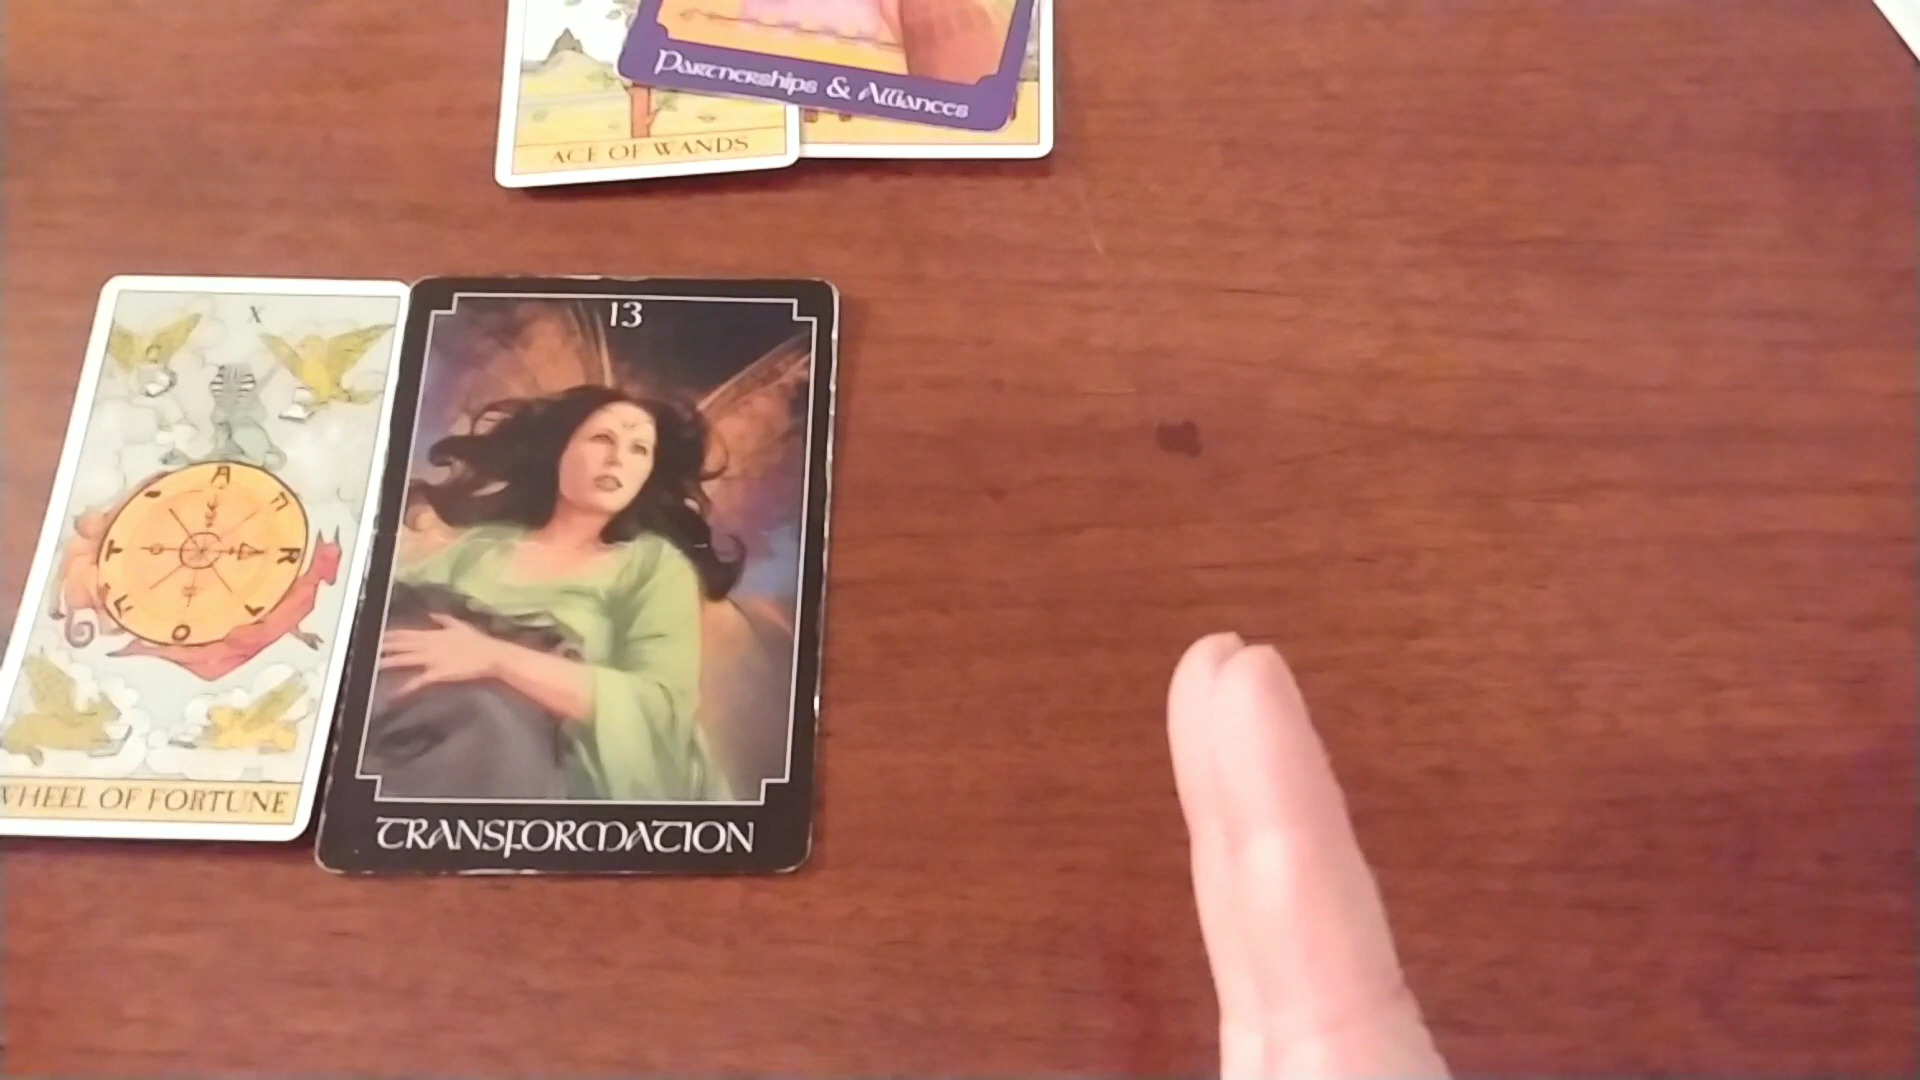 Partnerships & Alliances
ACE OF WANDS
X
13
WHEEL OF FORTUNE
TRANSFORMATION